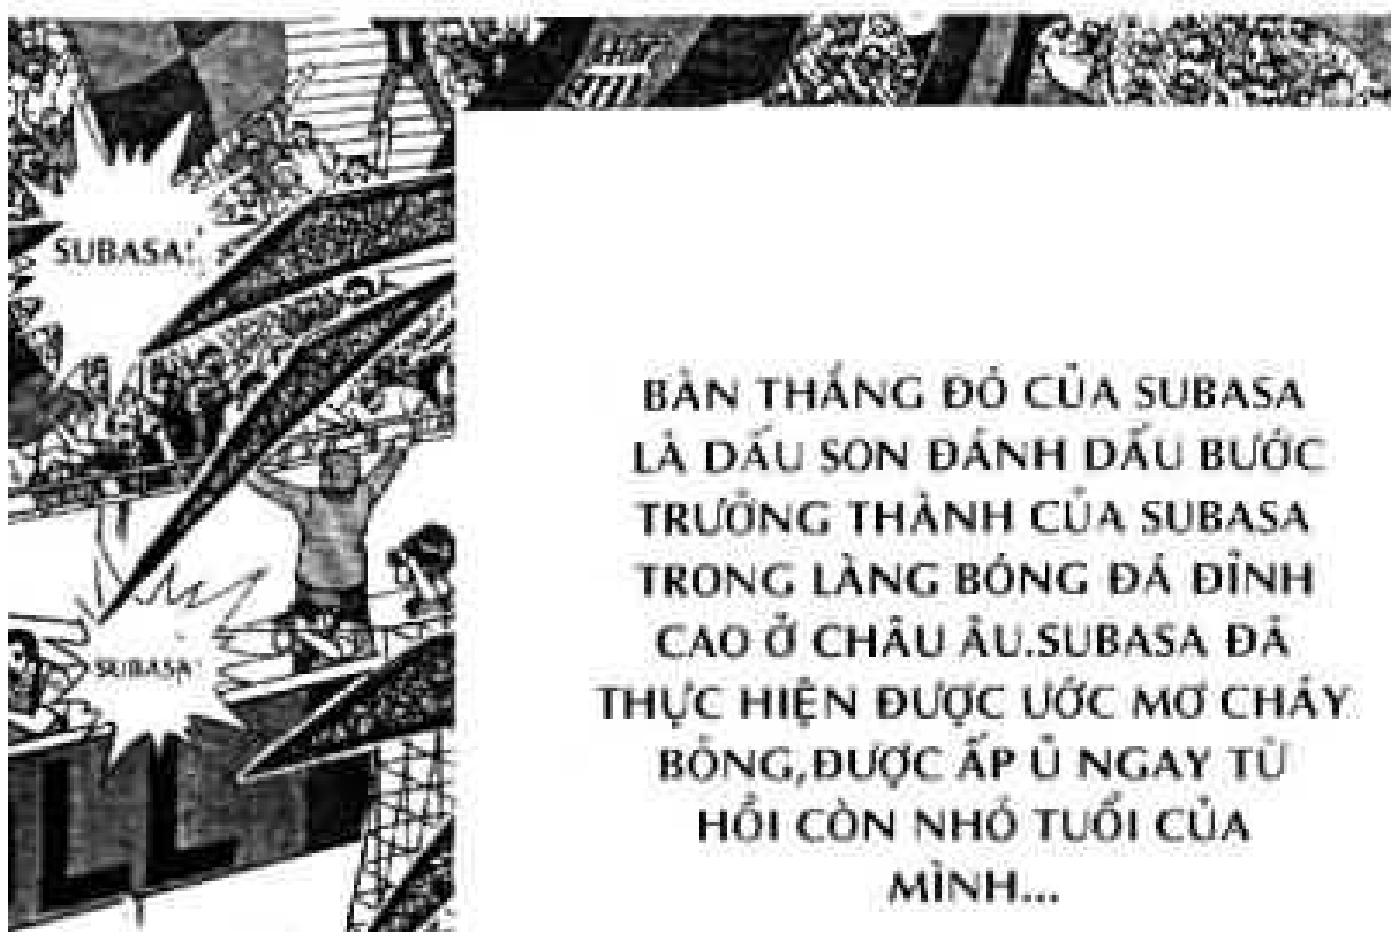 SUBASA!
BÀN THẮNG ĐÓ CỦA SUBASA
LÀ DẤU SON ĐÁNH DẤU BƯỚC
TRƯỞNG THÀNH CỦA SUBASA
TRONG LÀNG BÓNG ĐÁ ĐỈNH
CAO Ở CHÂU ÂU.SUBASA ĐÃ
THỰC HIỆN ĐƯỢC ƯỚC MƠ CHÁY
BỎNG,ĐƯỢC ẤP Ủ NGAY TỪ
HỒI CÒN NHỎ TUỔI CỦA
MÌNH...
SUBASA!